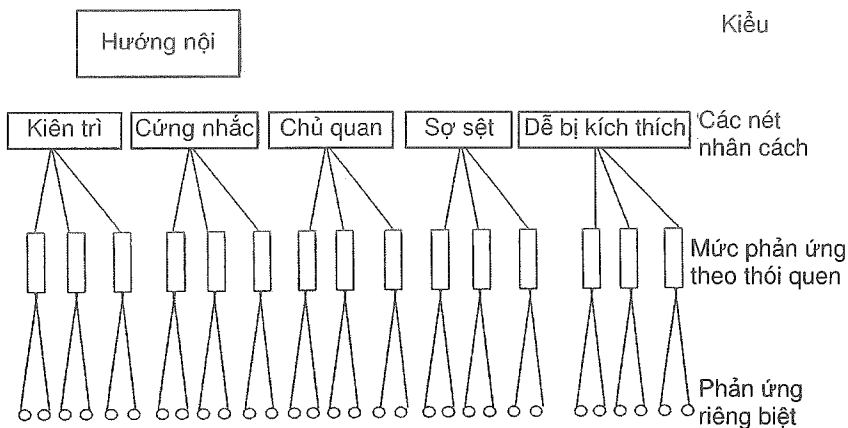 Hướng nội
Kiểu
Kiên trì
Cứng nhắc
Chủ quan
Sợ sệt
Dễ bị kích thích
Các nét
nhân cách
Mức phản ứng
theo thói quen
Phản ứng
riêng biệt